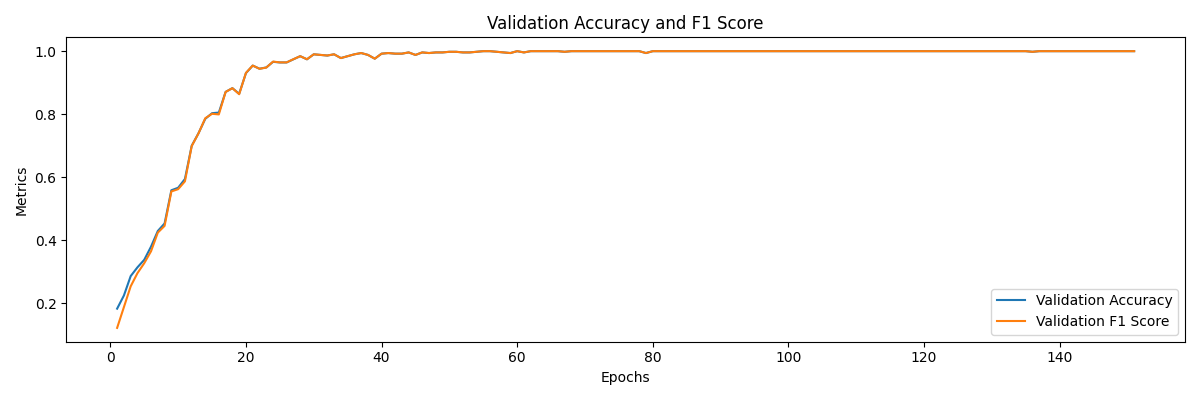 Validation Accuracy and F1 Score
1.0
0.8
0.6
0.4
0.2
Metrics
0 20 40 60 80 100 120 140
Epochs
Validation Accuracy
Validation F1 Score